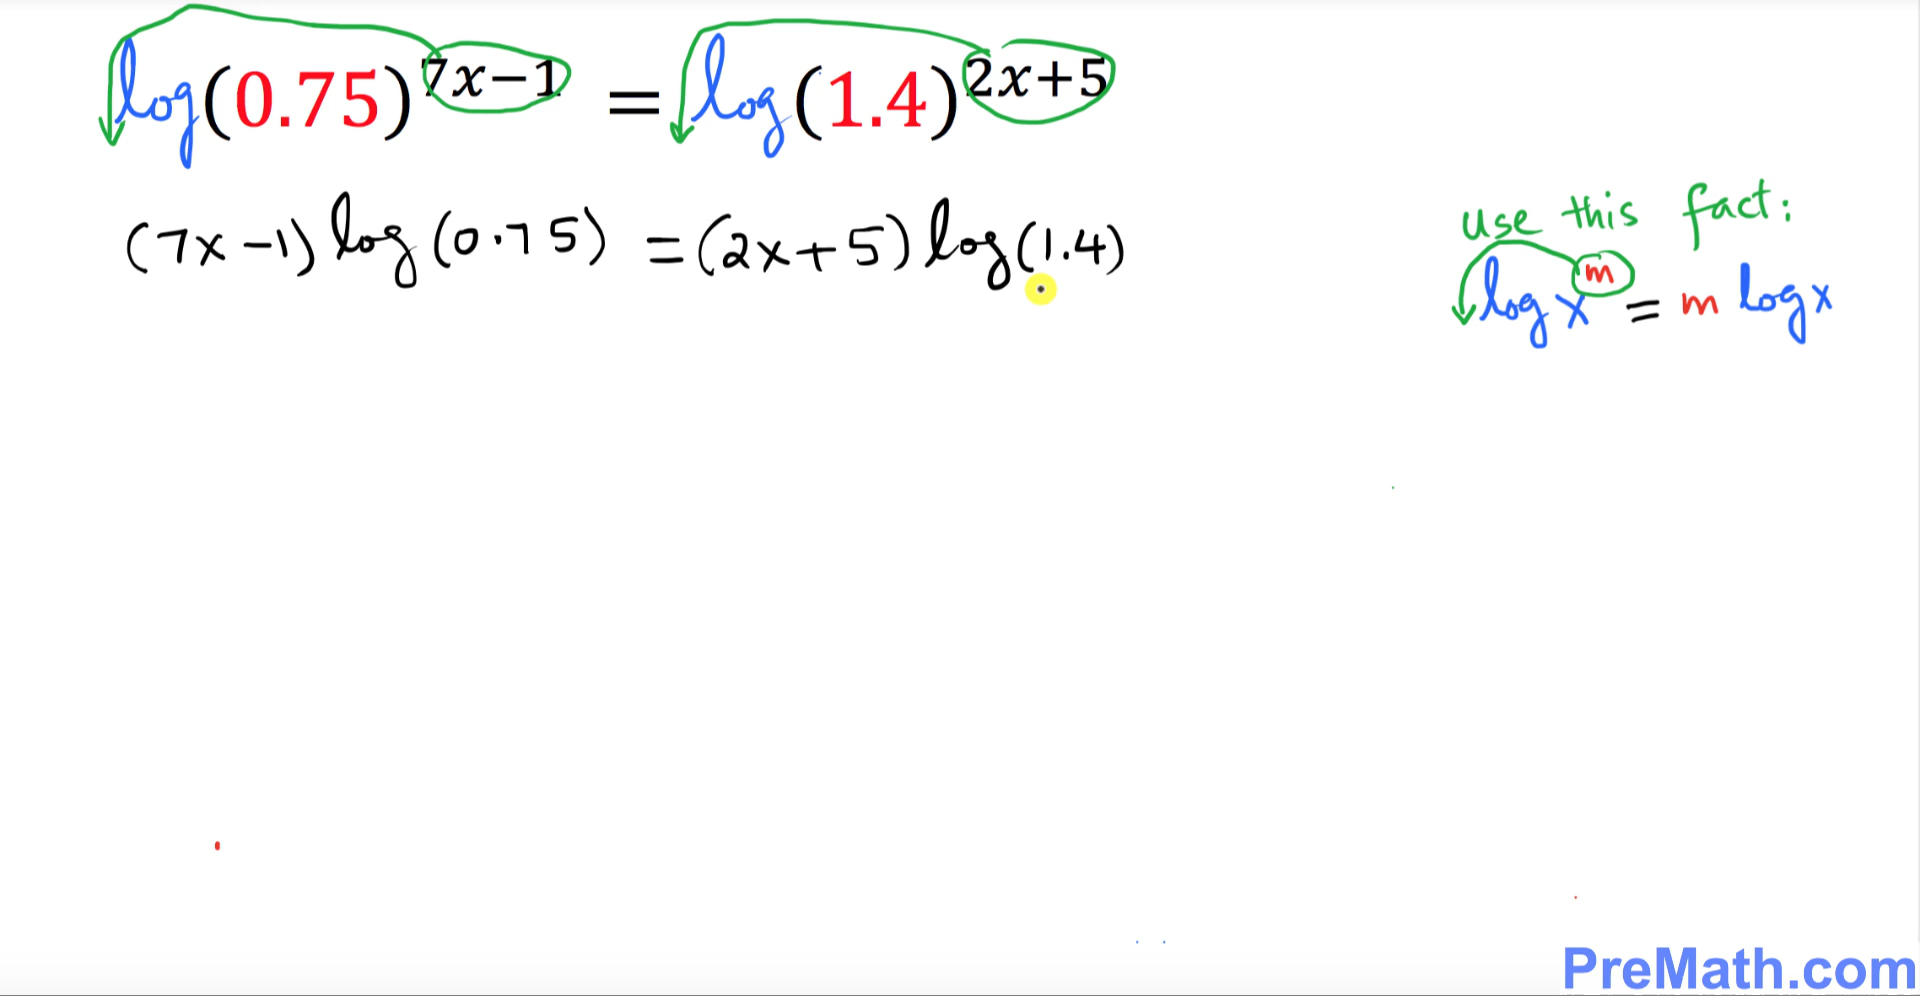 log(0.75)^{7x−1} = log(1.4)^{2x+5}
(7x−1) log(0.75) = (2x+5) log(1.4)
use this fact:
log x^m = m log x
PreMath.com